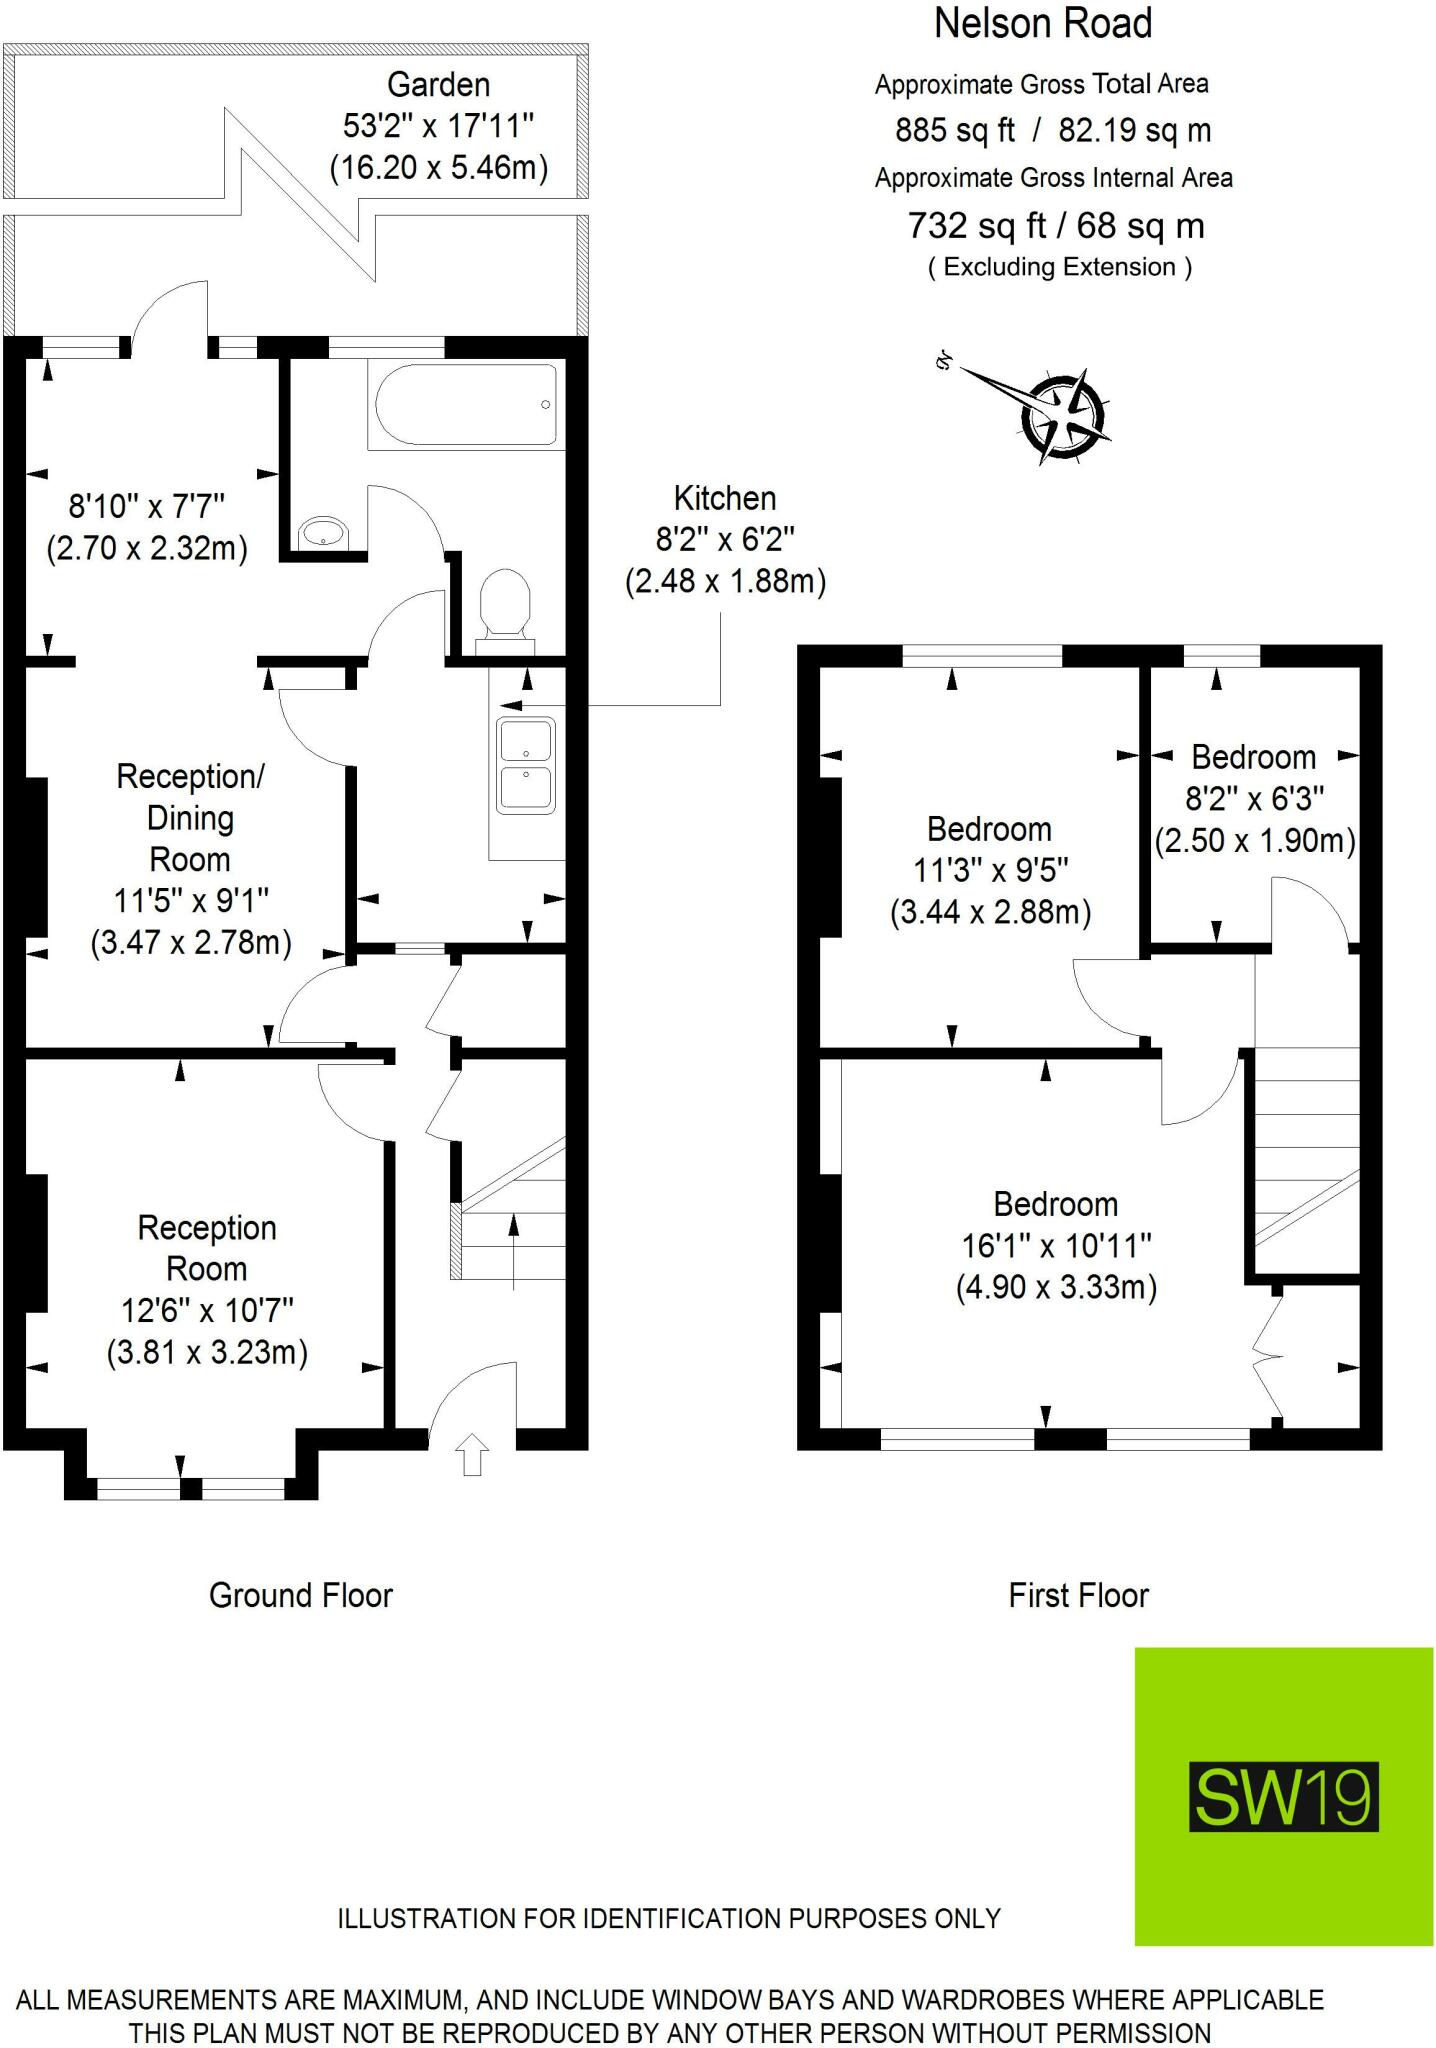 Nelson Road
Approximate Gross Total Area
885 sq ft / 82.19 sq m
Approximate Gross Internal Area
732 sq ft / 68 sq m
( Excluding Extension )
N
Garden
53'2" x 17'11"
(16.20 x 5.46m)
8'10" x 7'7"
(2.70 x 2.32m)
Kitchen
8'2" x 6'2"
(2.48 x 1.88m)
Reception/
Dining
Room
11'5" x 9'1"
(3.47 x 2.78m)
Reception
Room
12'6" x 10'7"
(3.81 x 3.23m)
Ground Floor
Bedroom
8'2" x 6'3"
(2.50 x 1.90m)
Bedroom
11'3" x 9'5"
(3.44 x 2.88m)
Bedroom
16'1" x 10'11"
(4.90 x 3.33m)
First Floor
SW19
ILLUSTRATION FOR IDENTIFICATION PURPOSES ONLY
ALL MEASUREMENTS ARE MAXIMUM, AND INCLUDE WINDOW BAYS AND WARDROBES WHERE APPLICABLE
THIS PLAN MUST NOT BE REPRODUCED BY ANY OTHER PERSON WITHOUT PERMISSION